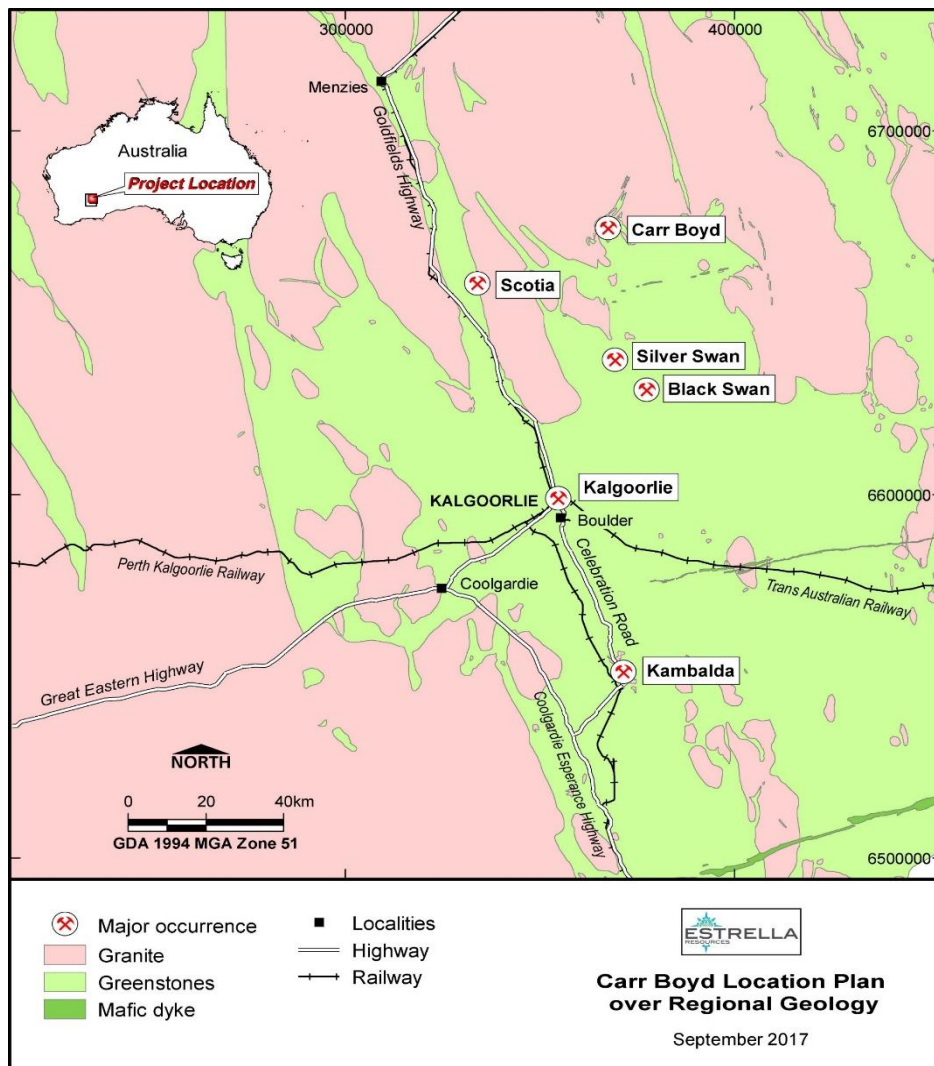 300000
400000
Menzies
6700000
Goldfields Highway
Australia
Project Location
Carr Boyd
Scotia
Silver Swan
Black Swan
Kalgoorlie
KALGOORLIE
6600000
Boulder
Perth Kalgoorlie Railway
Celebration Road
Coolgardie
Trans Australian Railway
Great Eastern Highway
Kambalda
Coolgardie Esperance Highway
NORTH
0 20 40km
GDA 1994 MGA Zone 51
6500000
Major occurrence
Granite
Greenstones
Mafic dyke
Localities
Highway
Railway
ESTRELLA
RESOURCES
Carr Boyd Location Plan
over Regional Geology
September 2017